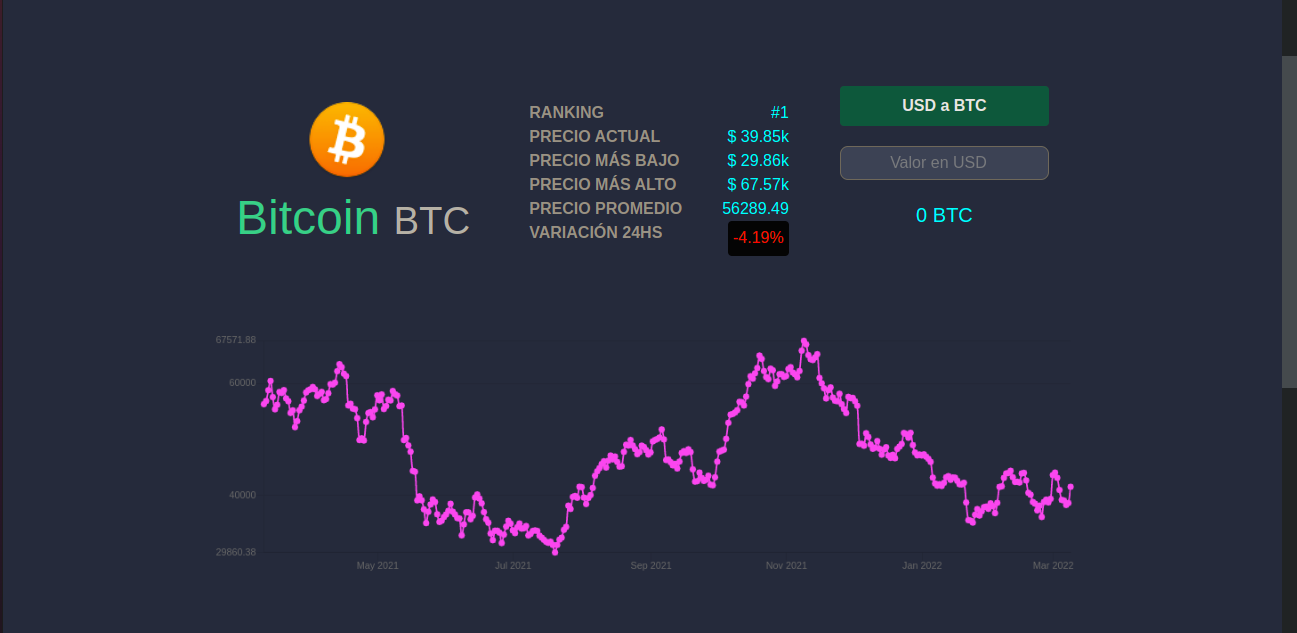 Bitcoin BTC
RANKING #1
PRECIO ACTUAL $ 39.85k
PRECIO MÁS BAJO $ 29.86k
PRECIO MÁS ALTO $ 67.57k
PRECIO PROMEDIO 56289.49
VARIACIÓN 24HS -4.19%
USD a BTC
Valor en USD
0 BTC
67571.88
60000
40000
29860.38
May 2021 Jul 2021 Sep 2021 Nov 2021 Jan 2022 Mar 2022